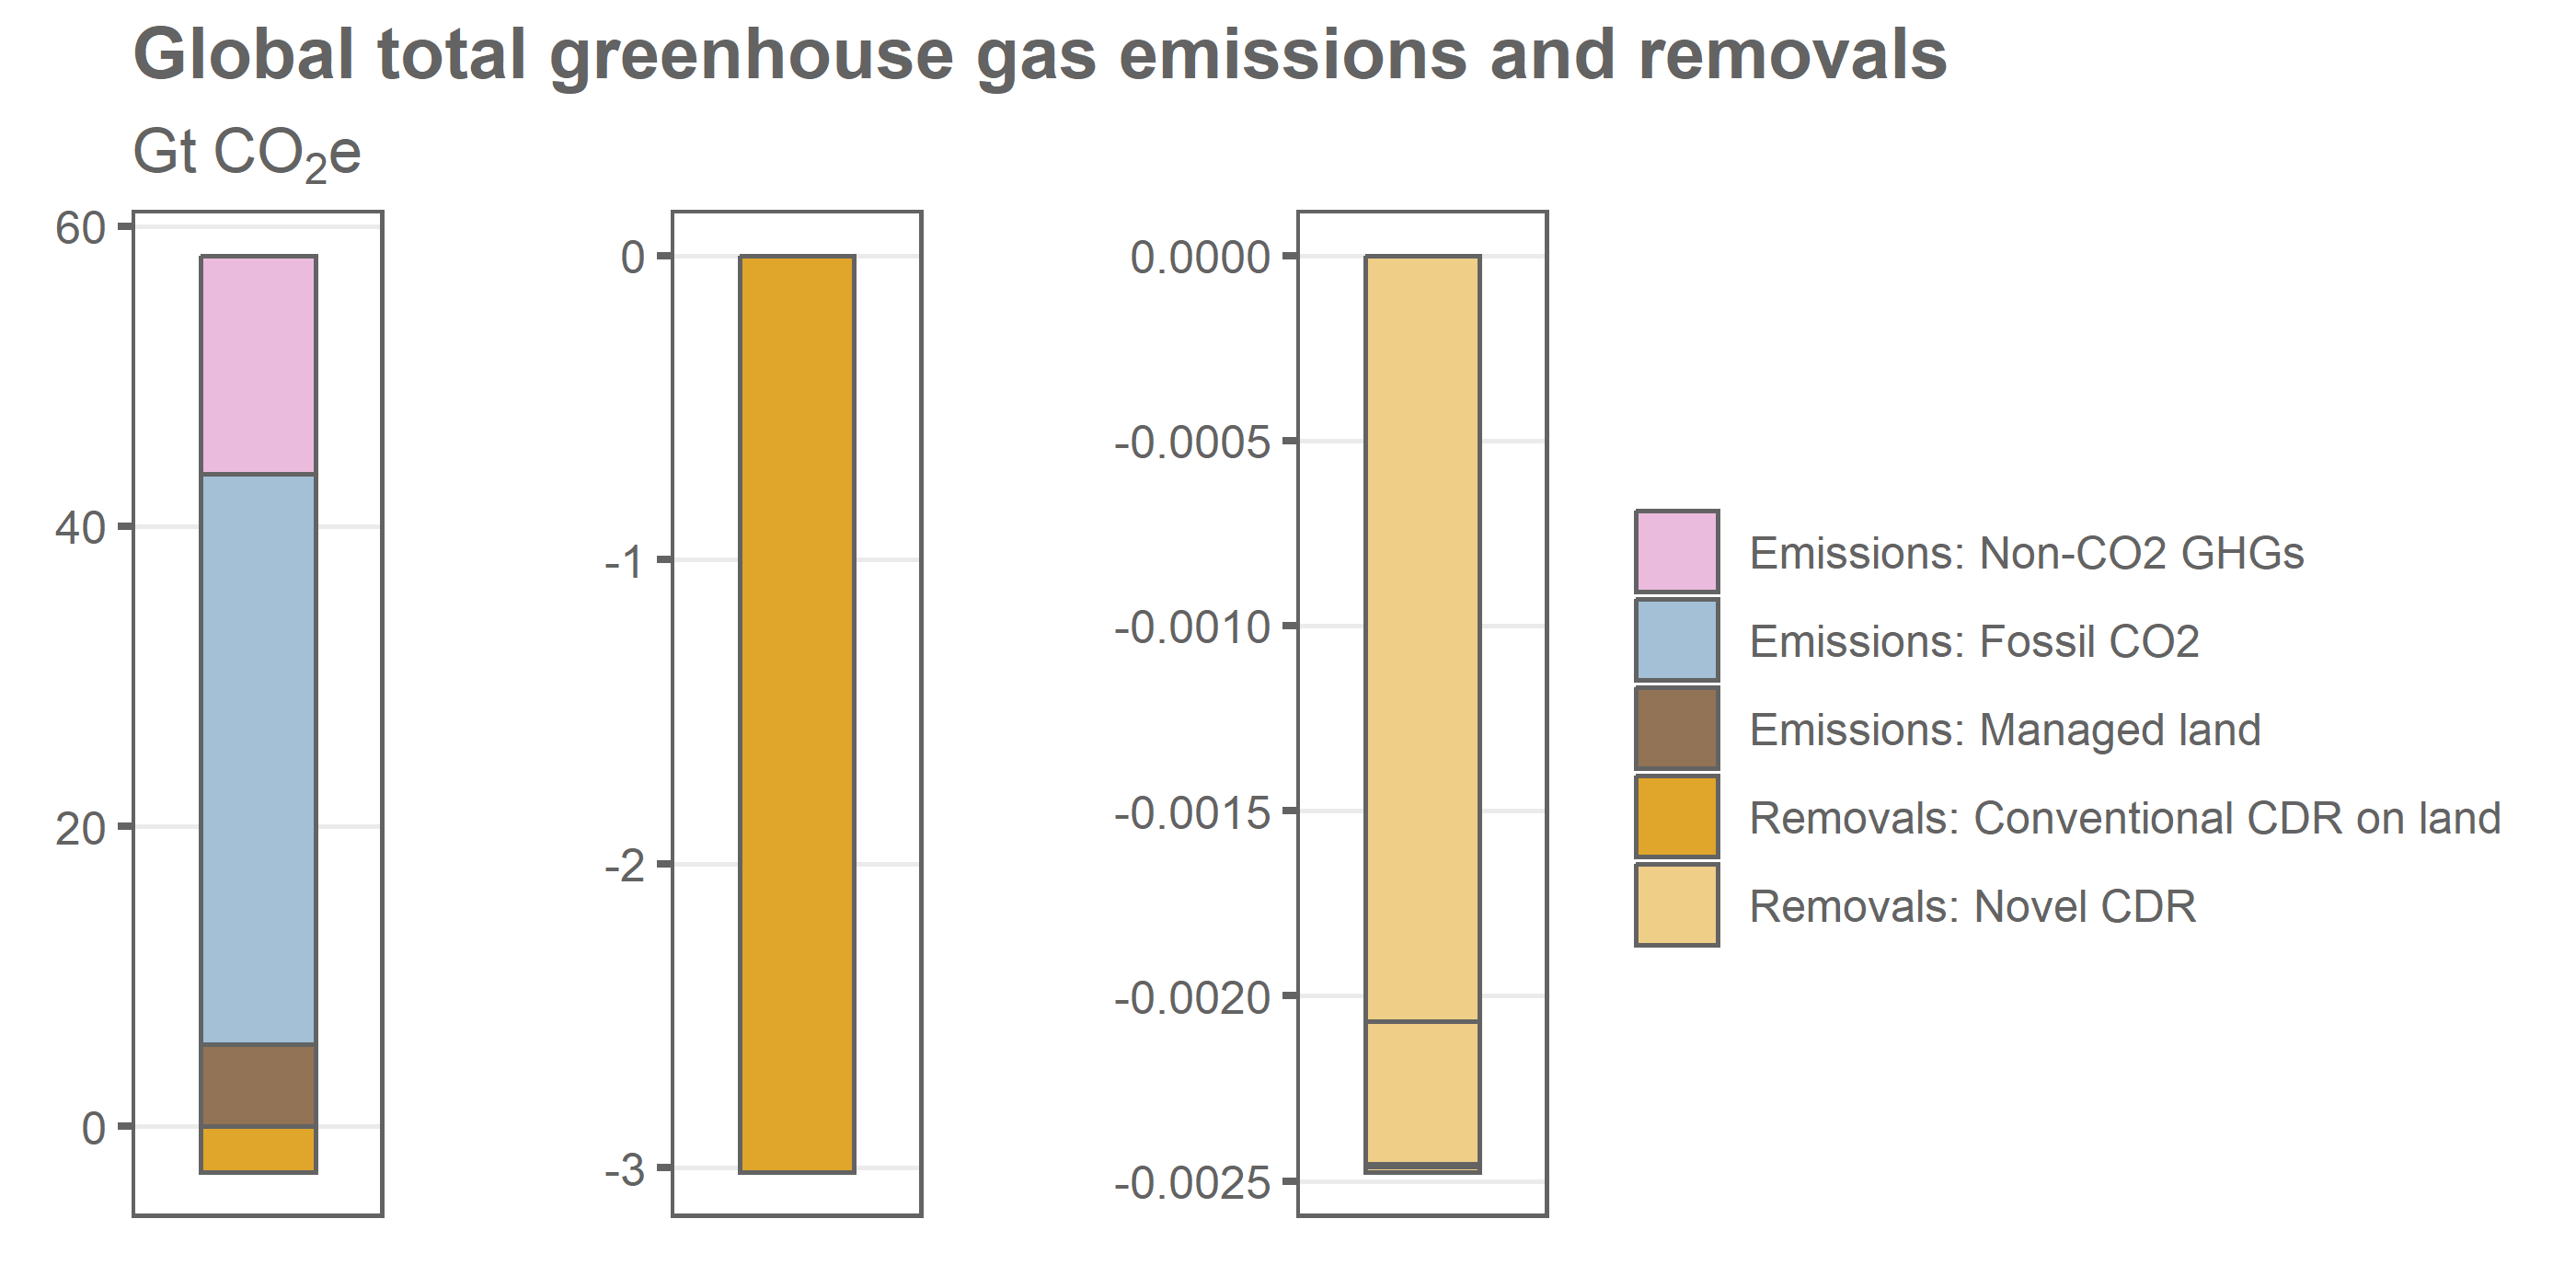 Global total greenhouse gas emissions and removals
Gt CO₂e
60
40
20
0
0
-1
-2
-3
0.0000
-0.0005
-0.0010
-0.0015
-0.0020
-0.0025
Emissions: Non-CO2 GHGs
Emissions: Fossil CO2
Emissions: Managed land
Removals: Conventional CDR on land
Removals: Novel CDR